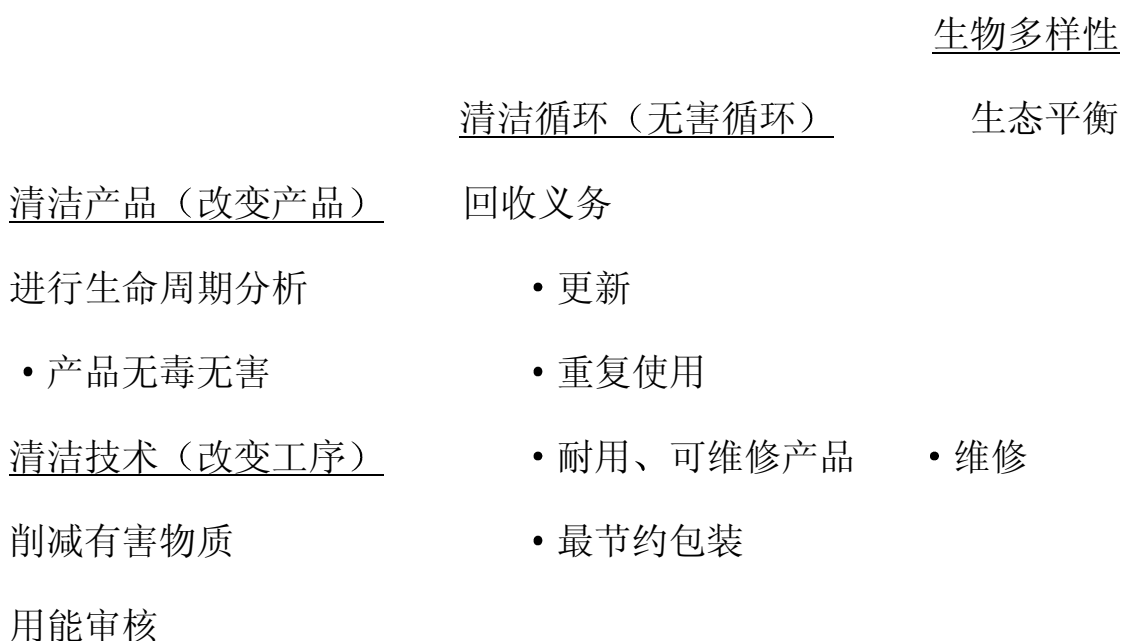 生物多样性
清洁循环（无害循环） 生态平衡
清洁产品（改变产品） 回收义务
进行生命周期分析 ·更新
·产品无毒无害 ·重复使用
清洁技术（改变工序） ·耐用、可维修产品 ·维修
削减有害物质 ·最节约包装
用能审核